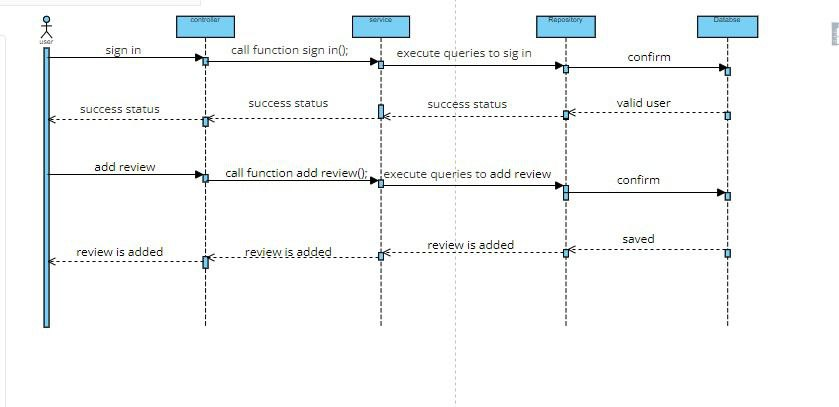 controller
service
Repository
Databse
user
sign in
call function sign in();
execute queries to sig in
confirm
success status
success status
success status
valid user
add review
call function add review();
execute queries to add review
confirm
review is added
review is added
review is added
saved